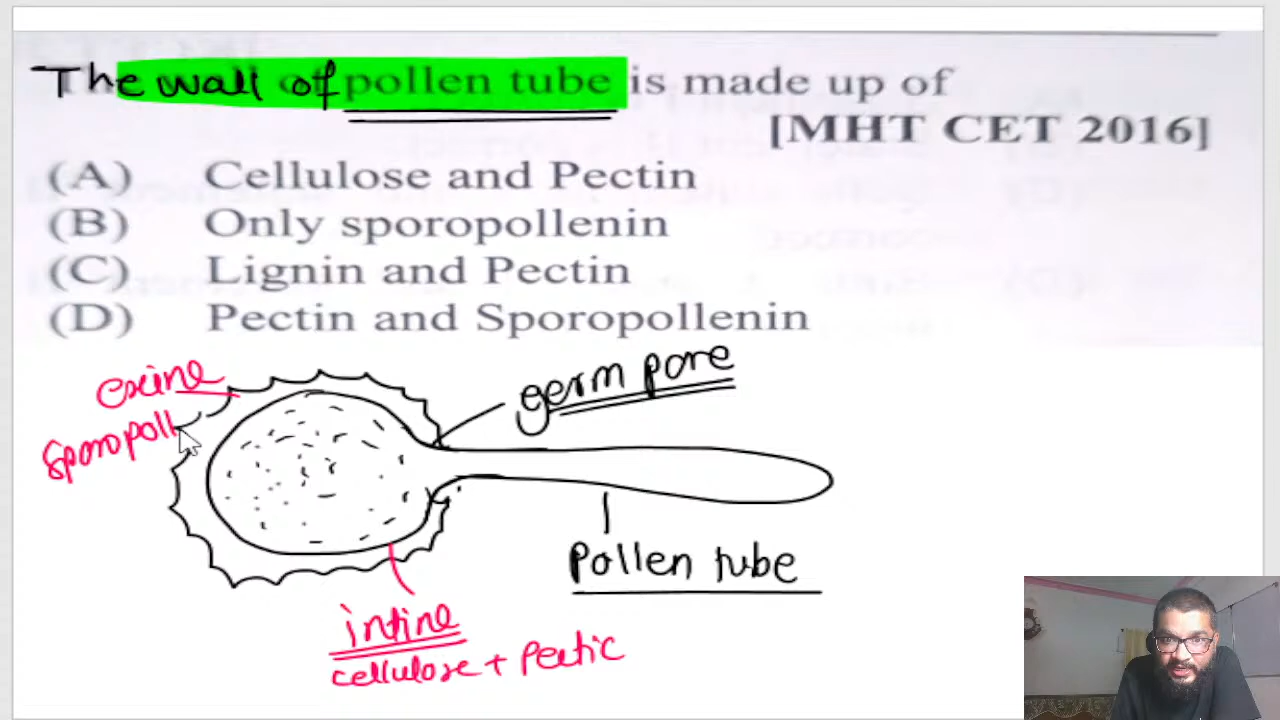 The wall of pollen tube is made up of
[MHT CET 2016]
(A) Cellulose and Pectin
(B) Only sporopollenin
(C) Lignin and Pectin
(D) Pectin and Sporopollenin
germ pore
exine
sporopoll
Pollen tube
intine
cellulose + Pectic